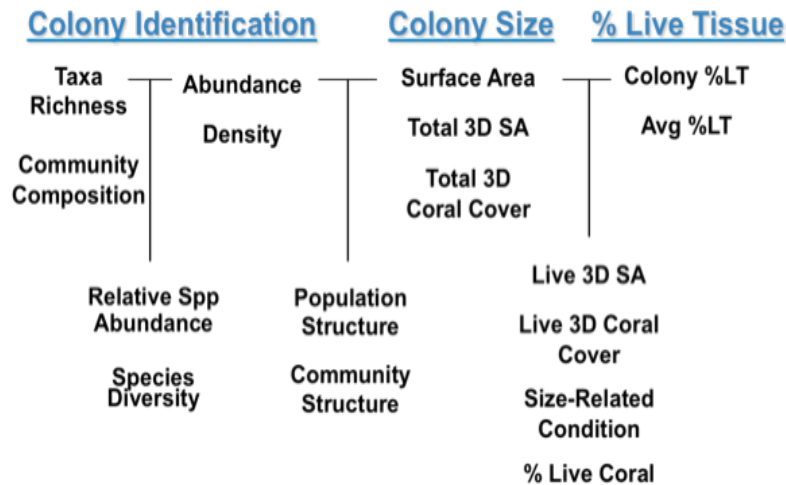 Colony Identification
Colony Size
% Live Tissue
Taxa
Richness
Community
Composition
Abundance
Density
Surface Area
Total 3D SA
Total 3D
Coral Cover
Colony %LT
Avg %LT
Relative Spp
Abundance
Species
Diversity
Population
Structure
Community
Structure
Live 3D SA
Live 3D Coral
Cover
Size-Related
Condition
% Live Coral